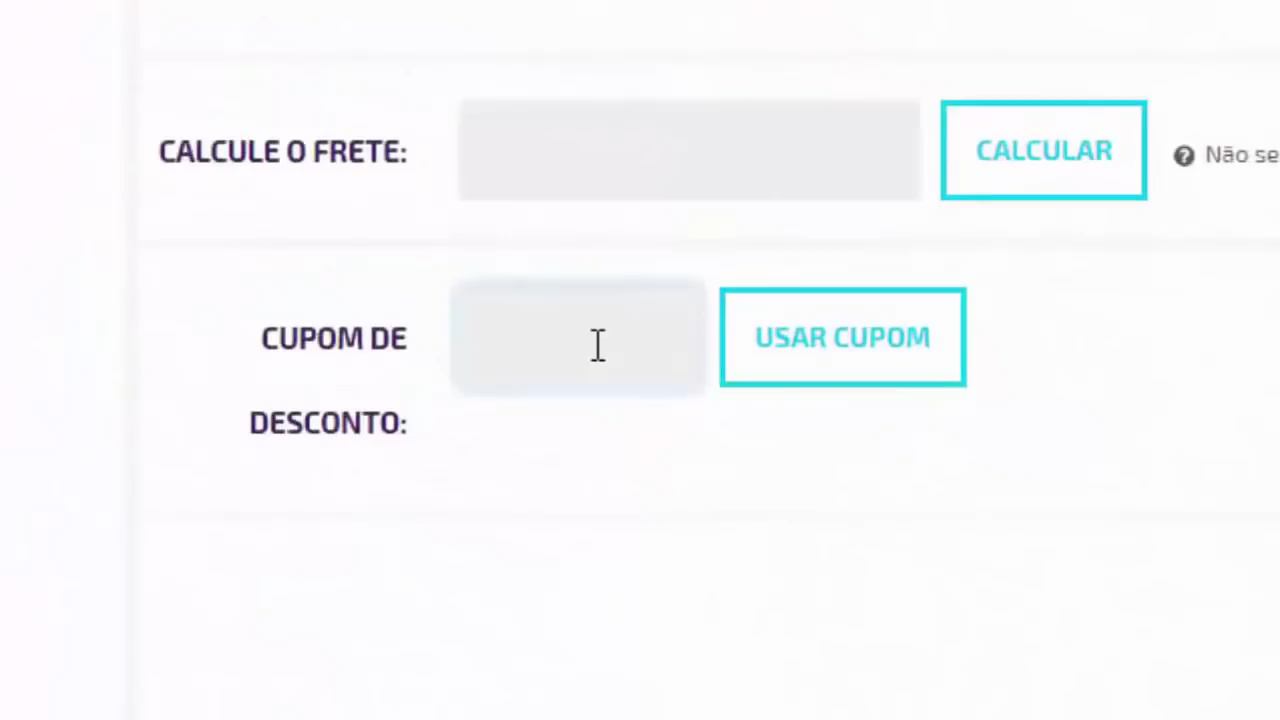 CALCULE O FRETE:
CALCULAR
Não se
CUPOM DE
DESCONTO:
USAR CUPOM